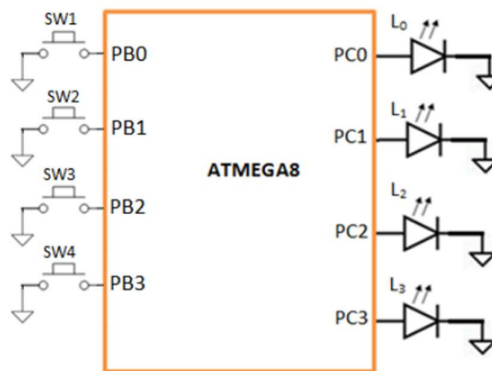 SW1
PB0
SW2
PB1
SW3
PB2
SW4
PB3
ATMEGA8
L₀
PC0
L₁
PC1
L₂
PC2
L₃
PC3